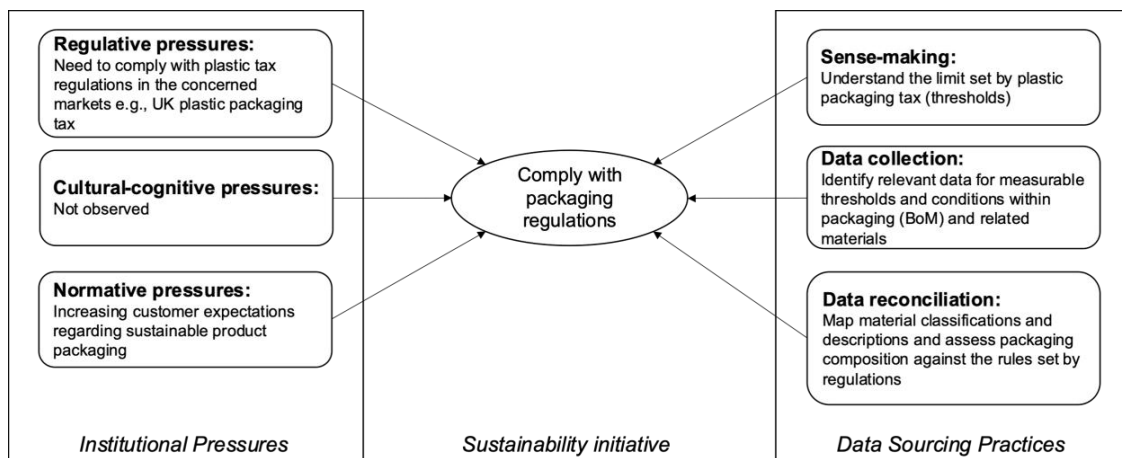 Regulative pressures:
Need to comply with plastic tax
regulations in the concerned
markets e.g., UK plastic packaging
tax
Cultural-cognitive pressures:
Not observed
Normative pressures:
Increasing customer expectations
regarding sustainable product
packaging
Institutional Pressures
Comply with
packaging
regulations
Sustainability initiative
Sense-making:
Understand the limit set by plastic
packaging tax (thresholds)
Data collection:
Identify relevant data for measurable
thresholds and conditions within
packaging (BoM) and related
materials
Data reconciliation:
Map material classifications and
descriptions and assess packaging
composition against the rules set by
regulations
Data Sourcing Practices